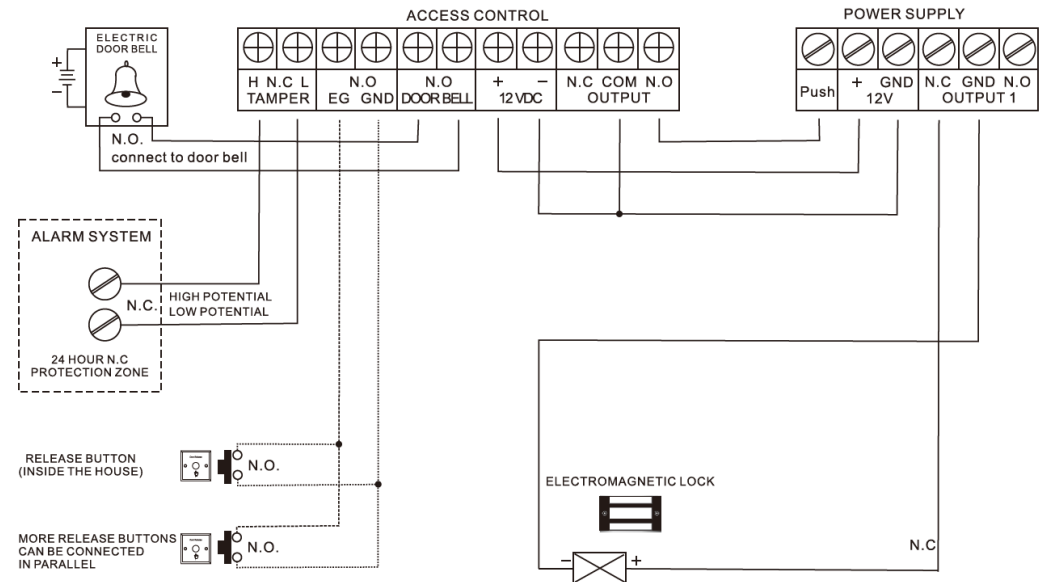 ACCESS CONTROL
POWER SUPPLY
ELECTRIC
DOOR BELL
+
−
N.O.
connect to door bell
H N.C L
TAMPER
N.O
EG GND
N.O
DOOR BELL
+ −
12 VDC
N.C COM N.O
OUTPUT
Push
+ GND
12V
N.C GND N.O
OUTPUT 1
ALARM SYSTEM
N.C.
HIGH POTENTIAL
LOW POTENTIAL
24 HOUR N.C
PROTECTION ZONE
RELEASE BUTTON
(INSIDE THE HOUSE)
N.O.
MORE RELEASE BUTTONS
CAN BE CONNECTED
IN PARALLEL
N.O.
ELECTROMAGNETIC LOCK
− +
N.C